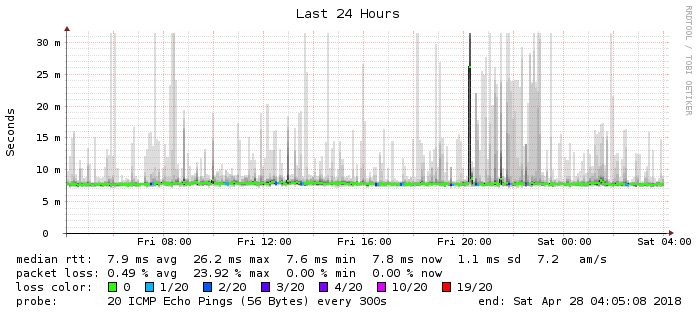 Last 24 Hours
RRDTOOL / TOBI OETIKER
Seconds
30 m
25 m
20 m
15 m
10 m
5 m
0
Fri 08:00 Fri 12:00 Fri 16:00 Fri 20:00 Sat 00:00 Sat 04:00
median rtt: 7.9 ms avg 26.2 ms max 7.6 ms min 7.8 ms now 1.1 ms sd 7.2 am/s
packet loss: 0.49 % avg 23.92 % max 0.00 % min 0.00 % now
loss color: 0 1/20 2/20 3/20 4/20 10/20 19/20
probe: 20 ICMP Echo Pings (56 Bytes) every 300s end: Sat Apr 28 04:05:08 2018